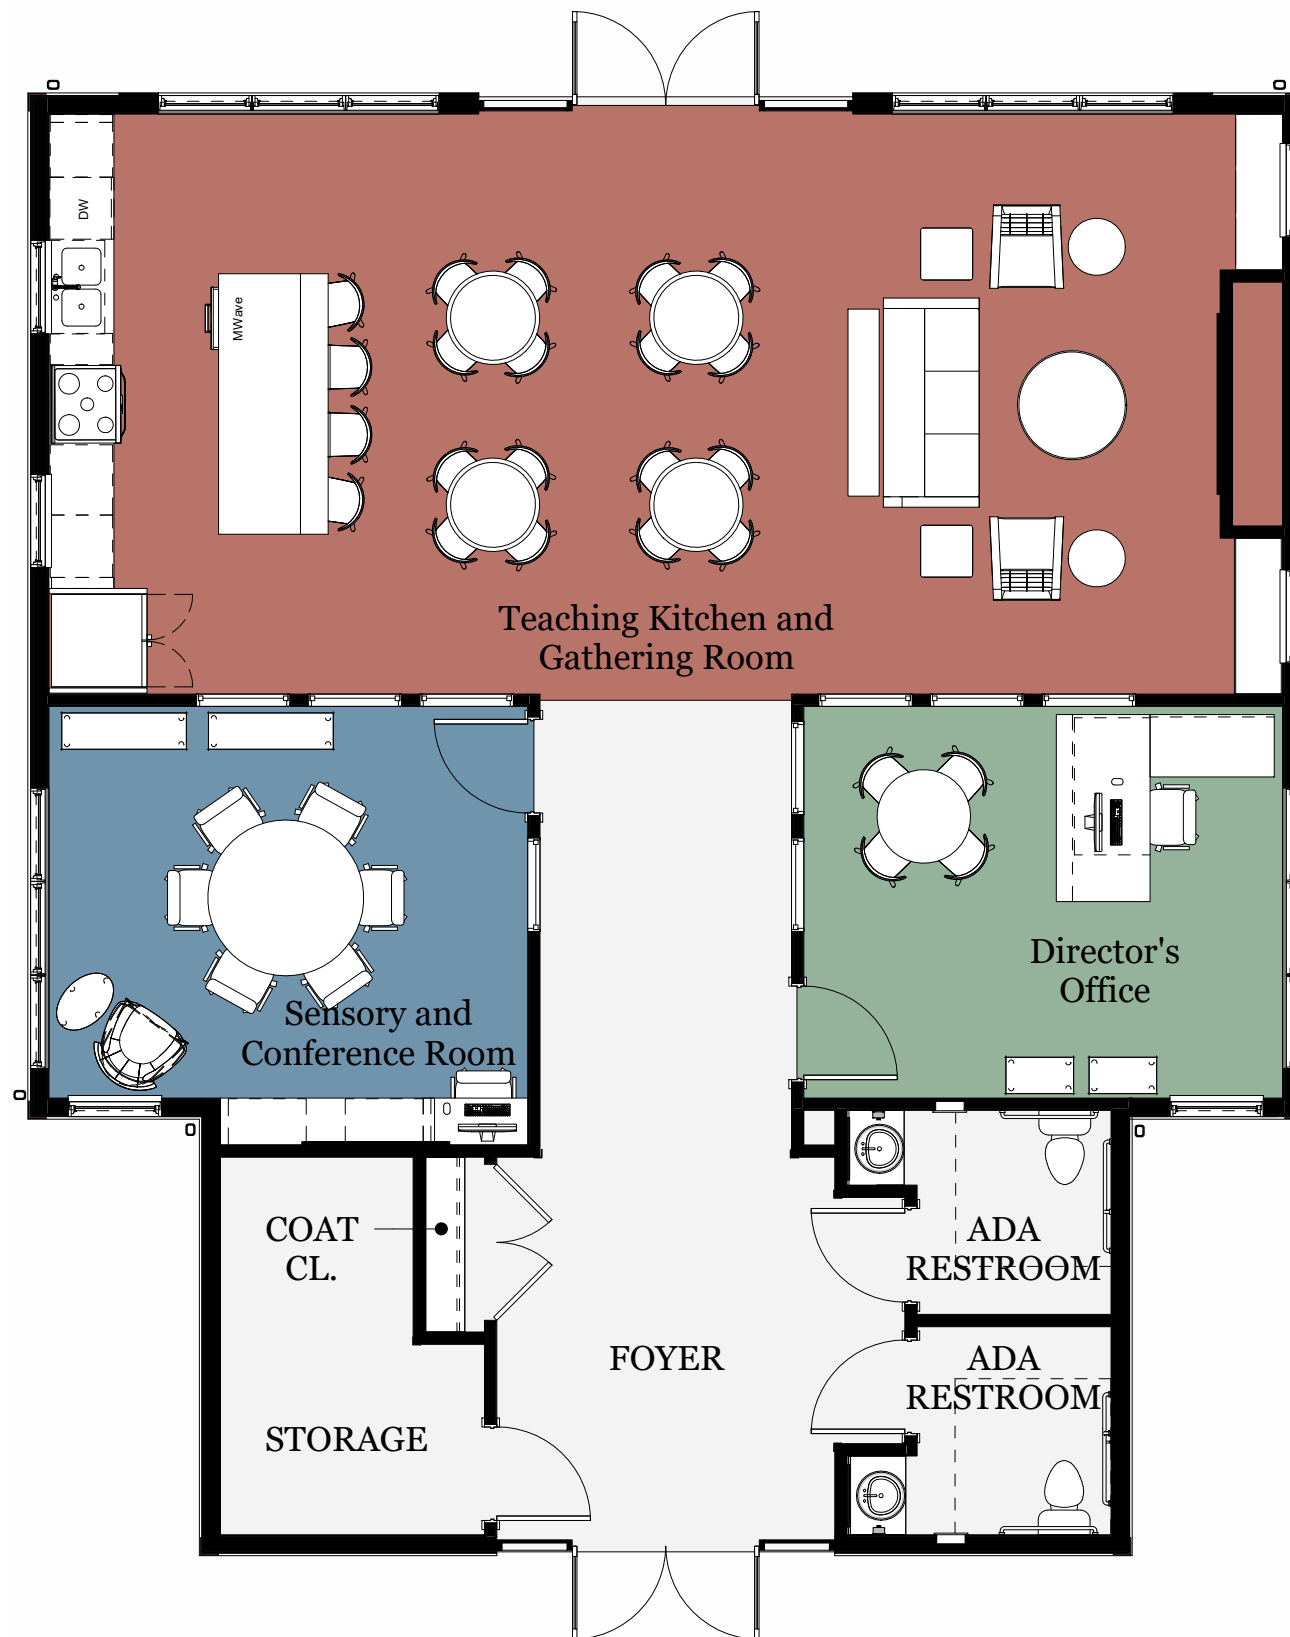 DW
MWave
Teaching Kitchen and
Gathering Room
Director's
Office
Sensory and
Conference Room
COAT
CL.
ADA
RESTROOM
FOYER
ADA
RESTROOM
STORAGE